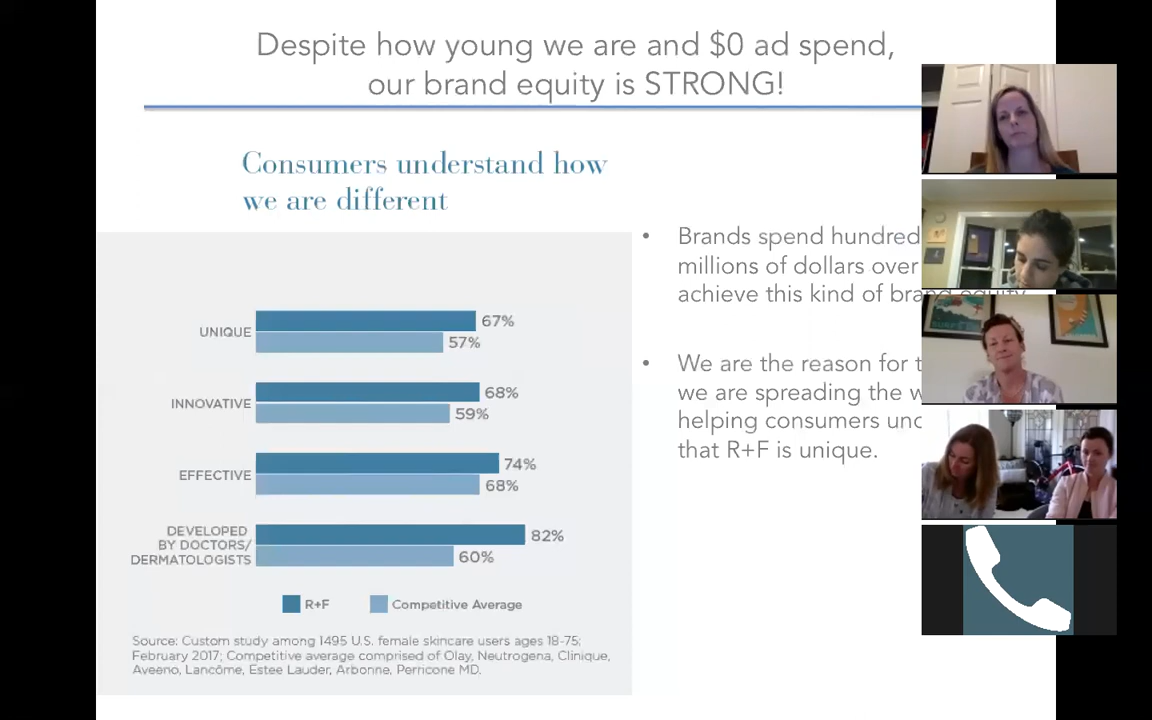 Despite how young we are and $0 ad spend,
our brand equity is STRONG!
Consumers understand how
we are different
UNIQUE
67%
57%
INNOVATIVE
68%
59%
EFFECTIVE
74%
68%
DEVELOPED
BY DOCTORS/
DERMATOLOGISTS
82%
60%
R+F
Competitive Average
Source: Custom study among 1495 U.S. female skincare users ages 18-75;
February 2017; Competitive average comprised of Olay, Neutrogena, Clinique,
Aveeno, Lancôme, Estee Lauder, Arbonne, Perricone MD.
• Brands spend hundred
millions of dollars over
achieve this kind of brand equity
• We are the reason for
we are spreading the
helping consumers
that R+F is unique.